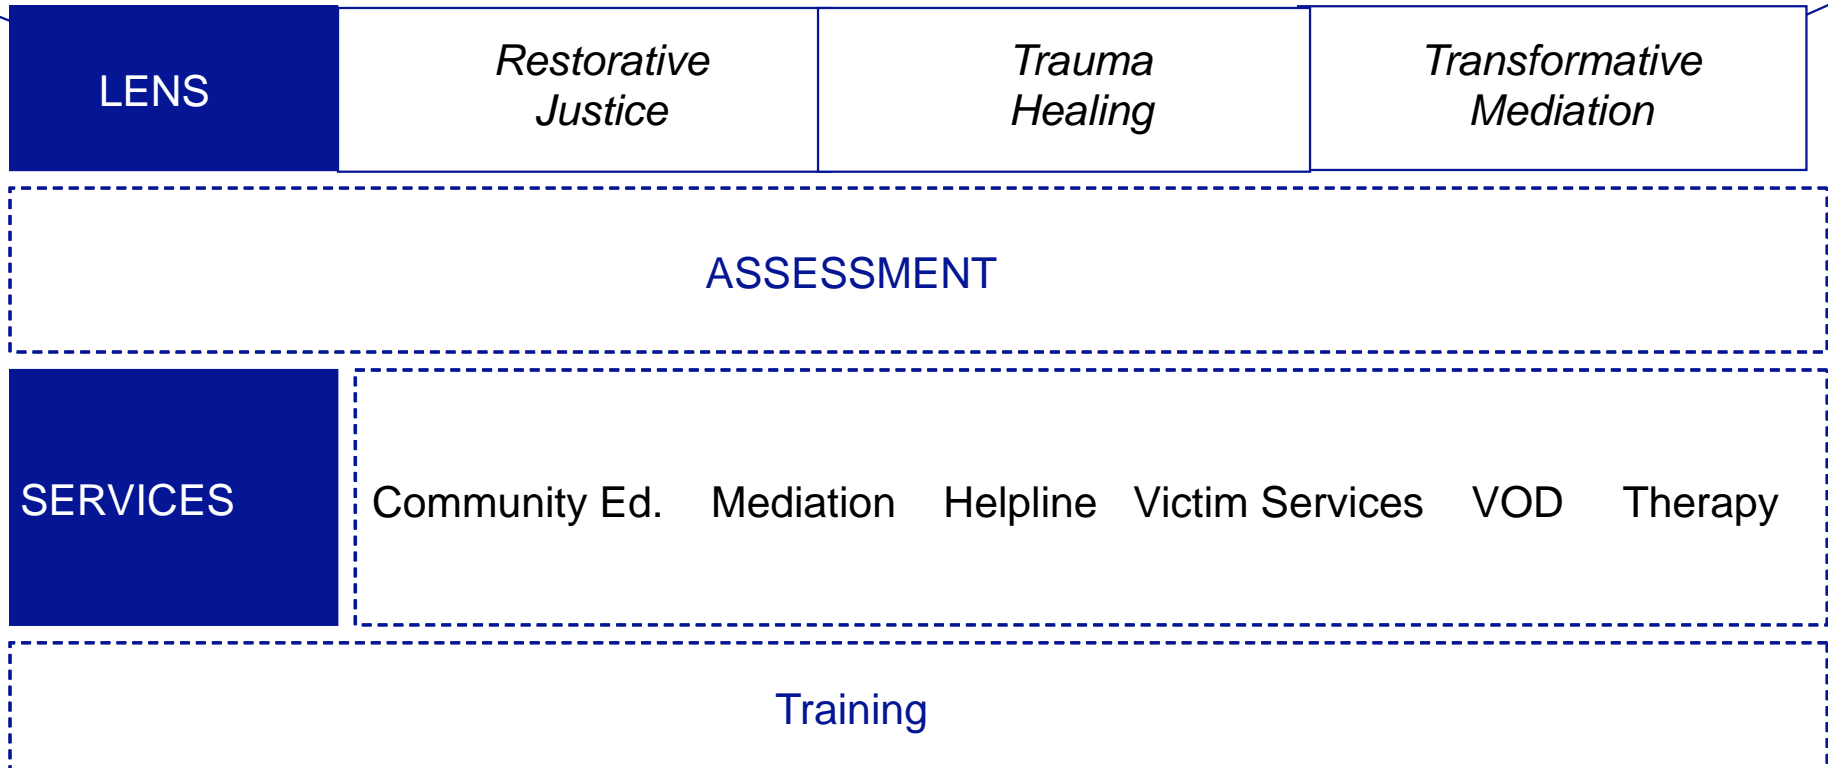 LENS
Restorative
Justice
Trauma
Healing
Transformative
Mediation
ASSESSMENT
SERVICES
Community Ed. Mediation Helpline Victim Services VOD Therapy
Training